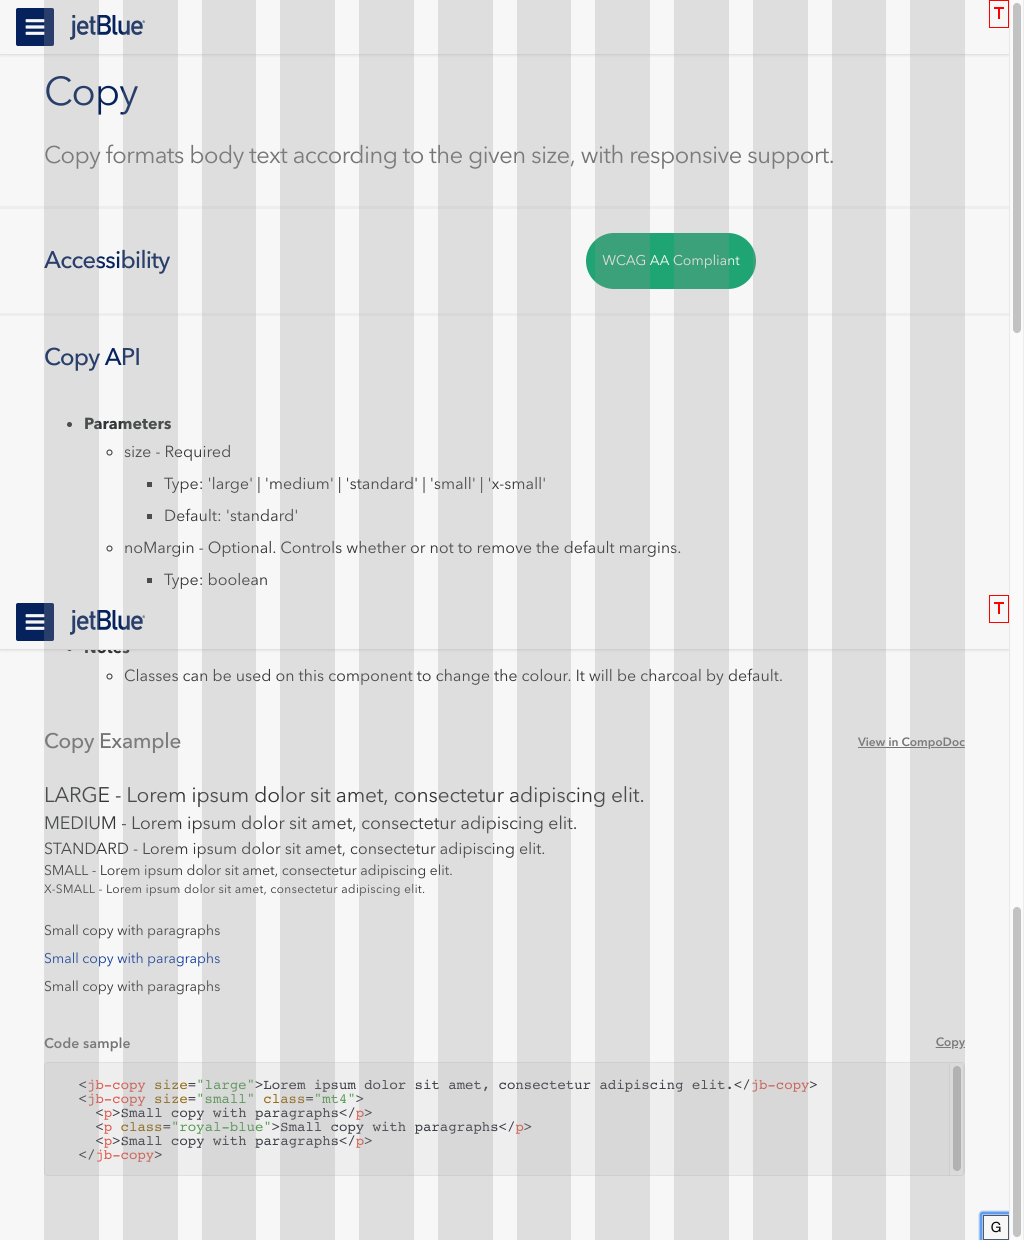 jetBlue
T
Copy
Copy formats body text according to the given size, with responsive support.
Accessibility
WCAG AA Compliant
Copy API
Parameters
size - Required
Type: 'large' | 'medium' | 'standard' | 'small' | 'x-small'
Default: 'standard'
noMargin - Optional. Controls whether or not to remove the default margins.
Type: boolean
jetBlue
T
Notes
Classes can be used on this component to change the colour. It will be charcoal by default.
Copy Example
View in CompoDoc
LARGE - Lorem ipsum dolor sit amet, consectetur adipiscing elit.
MEDIUM - Lorem ipsum dolor sit amet, consectetur adipiscing elit.
STANDARD - Lorem ipsum dolor sit amet, consectetur adipiscing elit.
SMALL - Lorem ipsum dolor sit amet, consectetur adipiscing elit.
X-SMALL - Lorem ipsum dolor sit amet, consectetur adipiscing elit.
Small copy with paragraphs
Small copy with paragraphs
Small copy with paragraphs
Code sample
Copy
<jb-copy size="large">Lorem ipsum dolor sit amet, consectetur adipiscing elit.</jb-copy>
<jb-copy size="small" class="mt4">
<p>Small copy with paragraphs</p>
<p class="royal-blue">Small copy with paragraphs</p>
<p>Small copy with paragraphs</p>
</jb-copy>
G